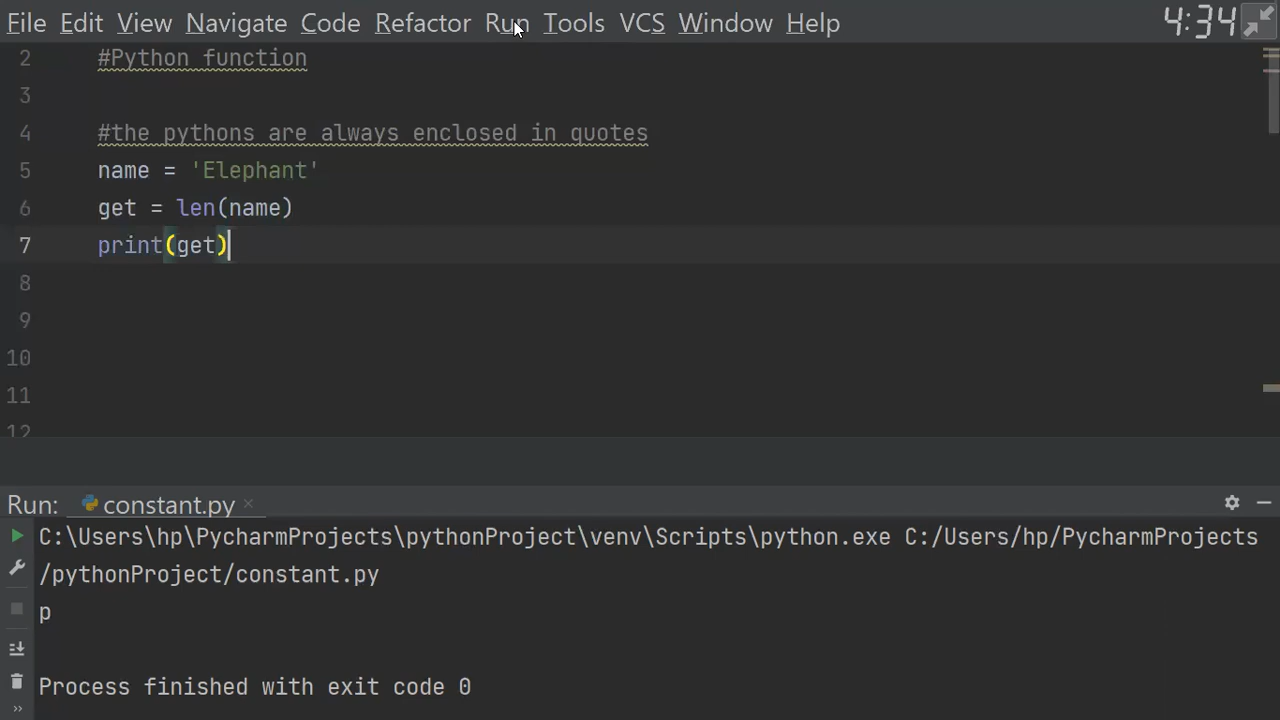 File Edit View Navigate Code Refactor Run Tools VCS Window Help 4:34
2 #Python function
3
4 #the pythons are always enclosed in quotes
5 name = 'Elephant'
6 get = len(name)
7 print(get)
8
9
10
11
12
Run: constant.py ×
C:\Users\hp\PycharmProjects\pythonProject\venv\Scripts\python.exe C:/Users/hp/PycharmProjects
/pythonProject/constant.py
p
Process finished with exit code 0